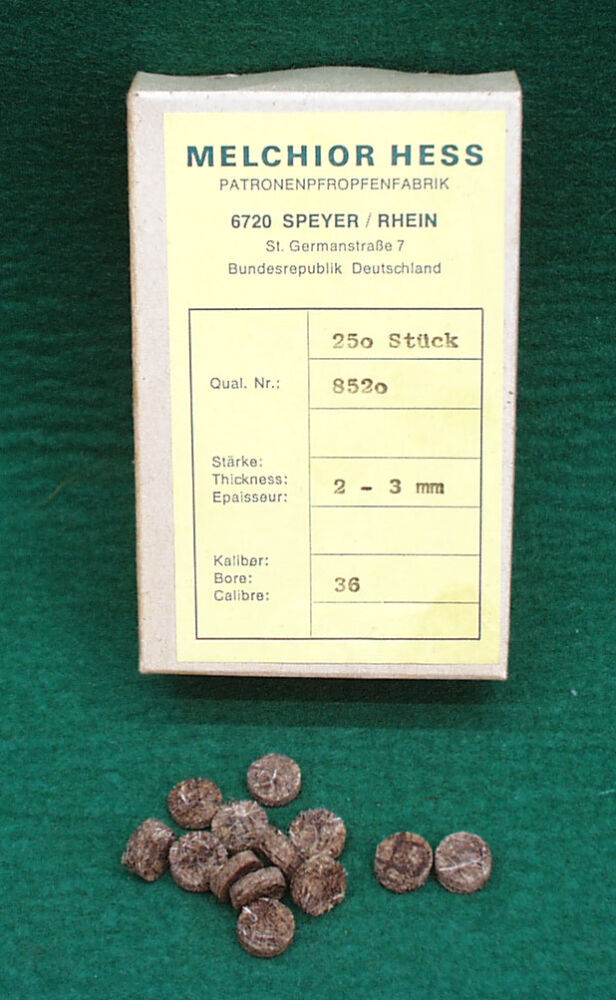 MELCHIOR HESS
PATRONENPFROPFENFABRIK
6720 SPEYER / RHEIN
St. Germanstraße 7
Bundesrepublik Deutschland
25o Stück
Qual. Nr.: 852o
Stärke:
Thickness:
Epaisseur:
2 - 3 mm
Kaliber:
Bore:
Calibre:
36